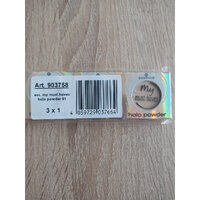 Art. 903758
ess. my must haves
holo powder 01
3 x 1
4 059729 037664
essence
My
must haves
holo powder